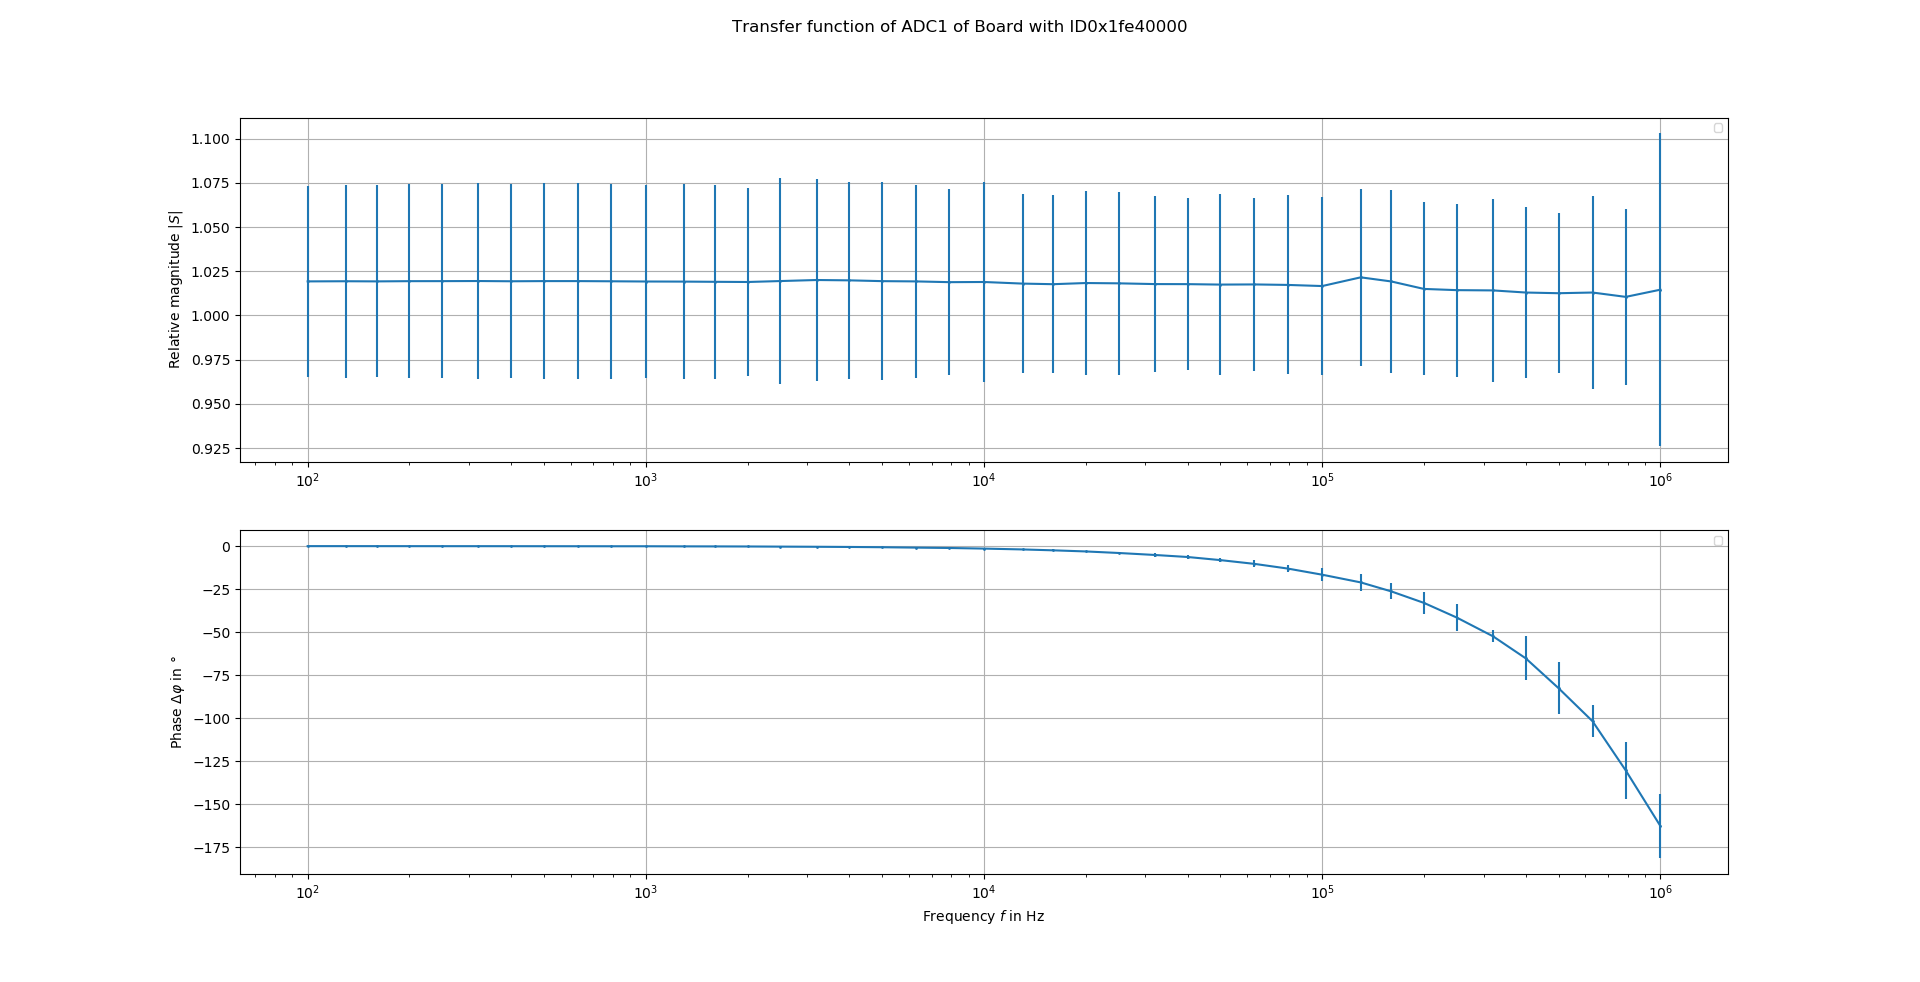 Transfer function of ADC1 of Board with ID0x1fe40000
Relative magnitude |S|
1.100
1.075
1.050
1.025
1.000
0.975
0.950
0.925
10² 10³ 10⁴ 10⁵ 10⁶
Phase Δφ in °
0
−25
−50
−75
−100
−125
−150
−175
10² 10³ 10⁴ 10⁵ 10⁶
Frequency f in Hz